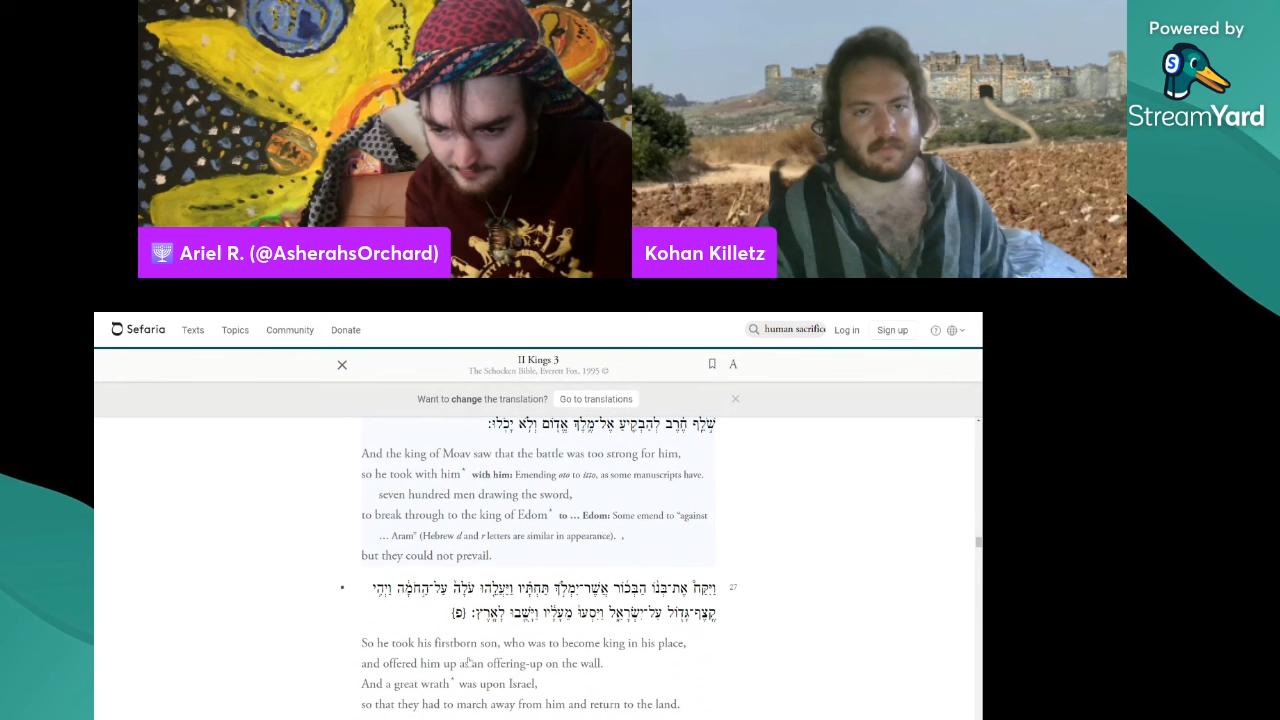 Powered by
StreamYard
Ariel R. (@AsherahsOrchard)
Kohan Killetz
Sefaria Texts Topics Community Donate human sacrific Log in Sign up
II Kings 3
The Schocken Bible, Everett Fox, 1995 ©
A
Want to change the translation? Go to translations
שֹׁ֣לֵֽף חֶ֔רֶב לְהַבְקִ֖יעַ אֶל־מֶ֣לֶךְ אֱד֑וֹם וְלֹ֖א יָכֹֽלוּ׃
And the king of Moav saw that the battle was too strong for him,
so he took with him* with him: Emending oto to itto, as some manuscripts have.
seven hundred men drawing the sword,
to break through to the king of Edom* to … Edom: Some emend to “against
… Aram” (Hebrew d and r letters are similar in appearance). ,
but they could not prevail.
27
וַיִּקַּח֩ אֶת־בְּנ֨וֹ הַבְּכ֜וֹר אֲשֶׁר־יִמְלֹ֣ךְ תַּחְתָּ֗יו וַיַּעֲלֵ֤הוּ עֹלָה֙ עַל־הַ֣חֹמָ֔ה וַיְהִ֥י
קֶצֶף־גָּד֖וֹל עַל־יִשְׂרָאֵ֑ל וַיִּסְעוּ֙ מֵעָלָ֔יו וַיָּשֻׁ֖בוּ לָאָֽרֶץ׃ {פ}
So he took his firstborn son, who was to become king in his place,
and offered him up as an offering-up on the wall.
And a great wrath* was upon Israel,
so that they had to march away from him and return to the land.